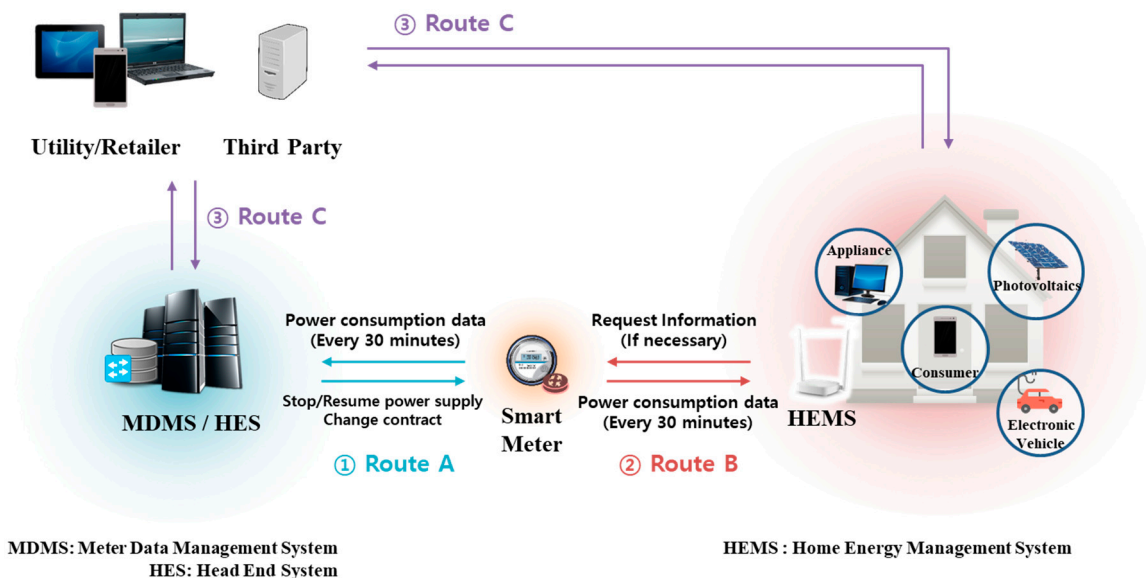 ③ Route C
Utility/Retailer
Third Party
③ Route C
Appliance
Photovoltaics
Consumer
Electronic
Vehicle
HEMS
MDMS / HES
Power consumption data
(Every 30 minutes)
Stop/Resume power supply
Change contract
① Route A
Smart
Meter
Request Information
(If necessary)
Power consumption data
(Every 30 minutes)
② Route B
MDMS: Meter Data Management System
HES: Head End System
HEMS : Home Energy Management System